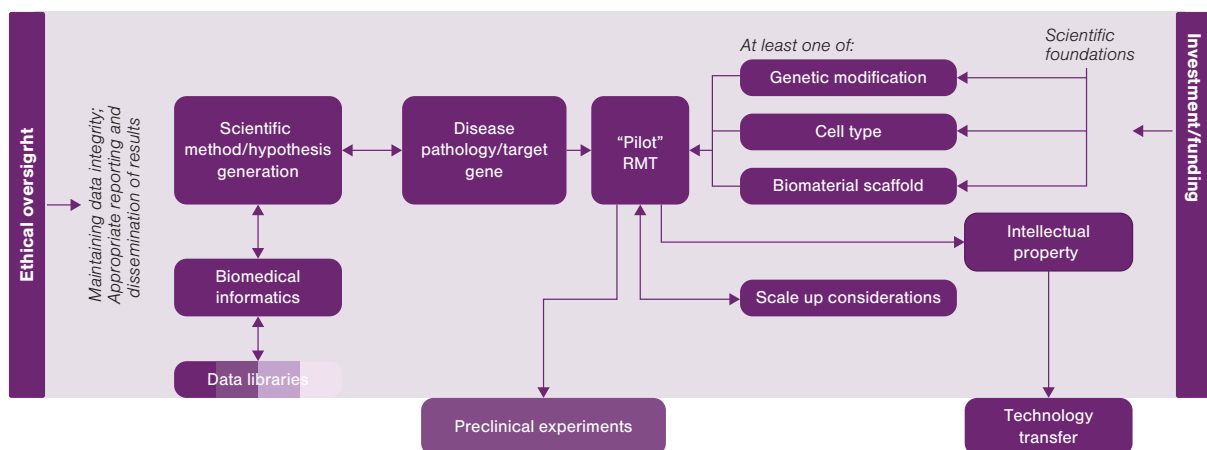 Ethical oversigrht
Maintaining data integrity;
Appropriate reporting and
dissemination of results
Scientific
method/hypothesis
generation
Biomedical
informatics
Data libraries
Disease
pathology/target
gene
“Pilot”
RMT
At least one of:
Genetic modification
Cell type
Biomaterial scaffold
Scientific
foundations
Intellectual
property
Scale up considerations
Preclinical experiments
Technology
transfer
Investment/funding